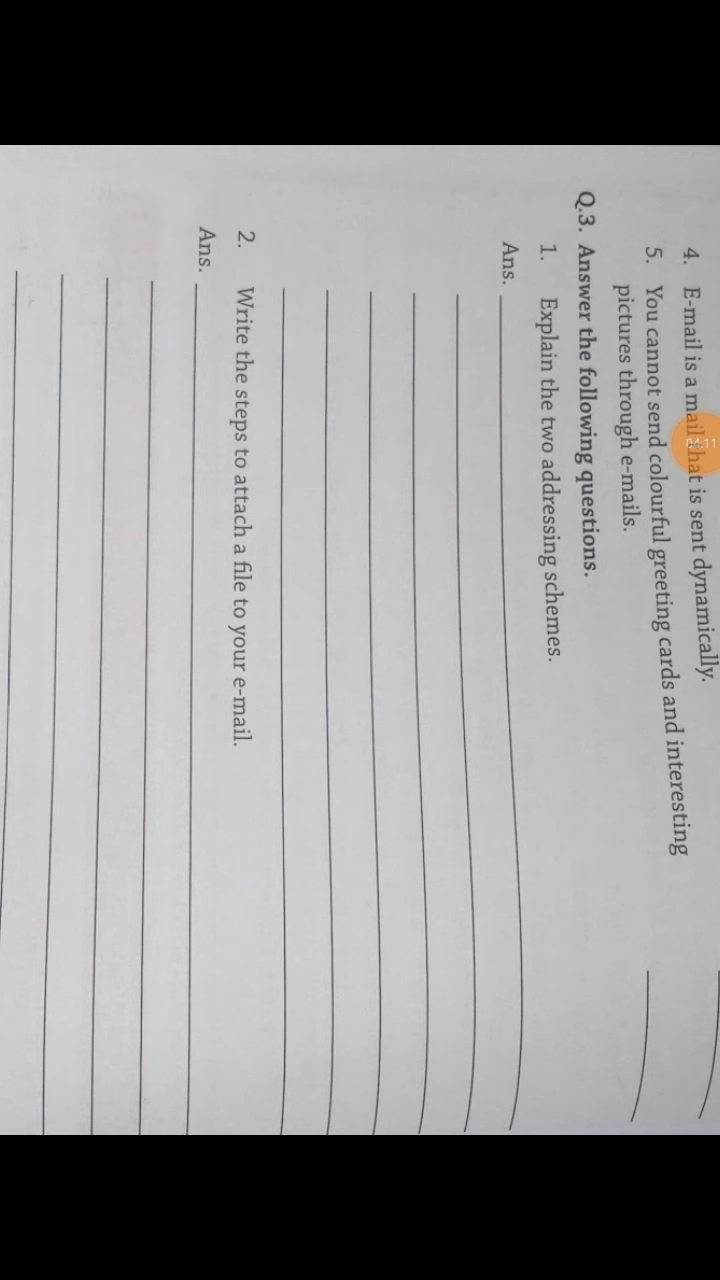 4. E-mail is a mail that is sent dynamically.
5. You cannot send colourful greeting cards and interesting
pictures through e-mails.
Q.3. Answer the following questions.
1. Explain the two addressing schemes.
Ans.
2. Write the steps to attach a file to your e-mail.
Ans.
04:11